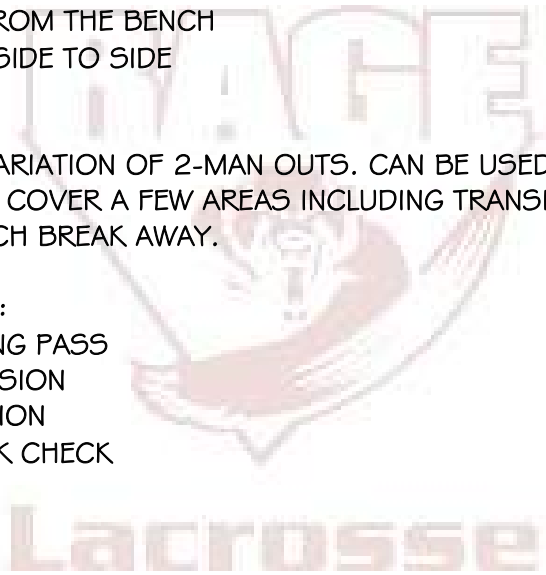 ROM THE BENCH
SIDE TO SIDE
ARIATION OF 2-MAN OUTS. CAN BE USED
COVER A FEW AREAS INCLUDING TRANSI
CH BREAK AWAY.
:
NG PASS
SION
ION
K CHECK
RAGE
Lacrosse